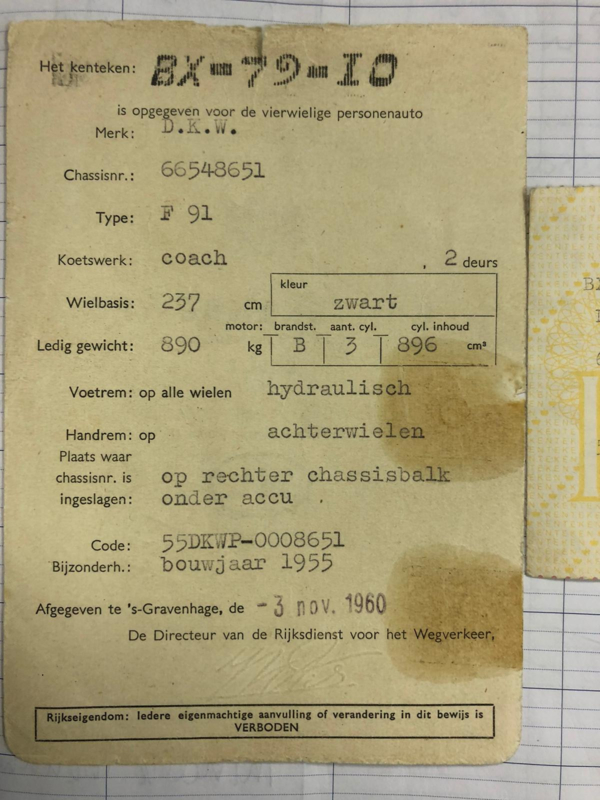 Het kenteken: BX-79-10
is opgegeven voor de vierwielige personenauto
Merk: D.K.W.
Chassisnr.: 66548651
Type: F 91
Koetswerk: coach , 2 deurs
kleur
Wielbasis: 237 cm zwart
motor: brandst. aant. cyl. cyl. inhoud
Ledig gewicht: 890 kg B 3 896 cm³
Voetrem: op alle wielen hydraulisch
Handrem: op achterwielen
Plaats waar
chassisnr. is op rechter chassisbalk
ingeslagen: onder accu .
Code: 55DKWP-0008651
Bijzonderh.: bouwjaar 1955
Afgegeven te 's-Gravenhage, de -3 nov. 1960
De Directeur van de Rijksdienst voor het Wegverkeer,
Rijkseigendom: Iedere eigenmachtige aanvulling of verandering in dit bewijs is
VERBODEN